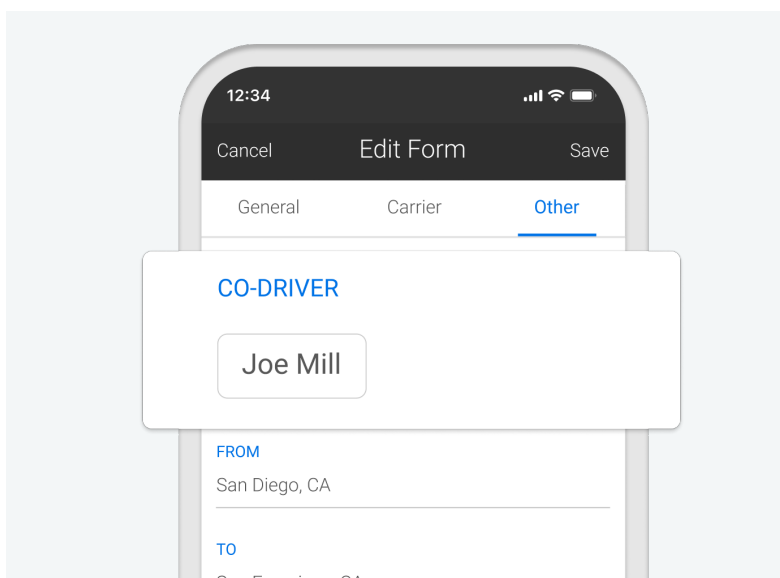 12:34
Cancel Edit Form Save
General Carrier Other
CO-DRIVER
Joe Mill
FROM
San Diego, CA
TO